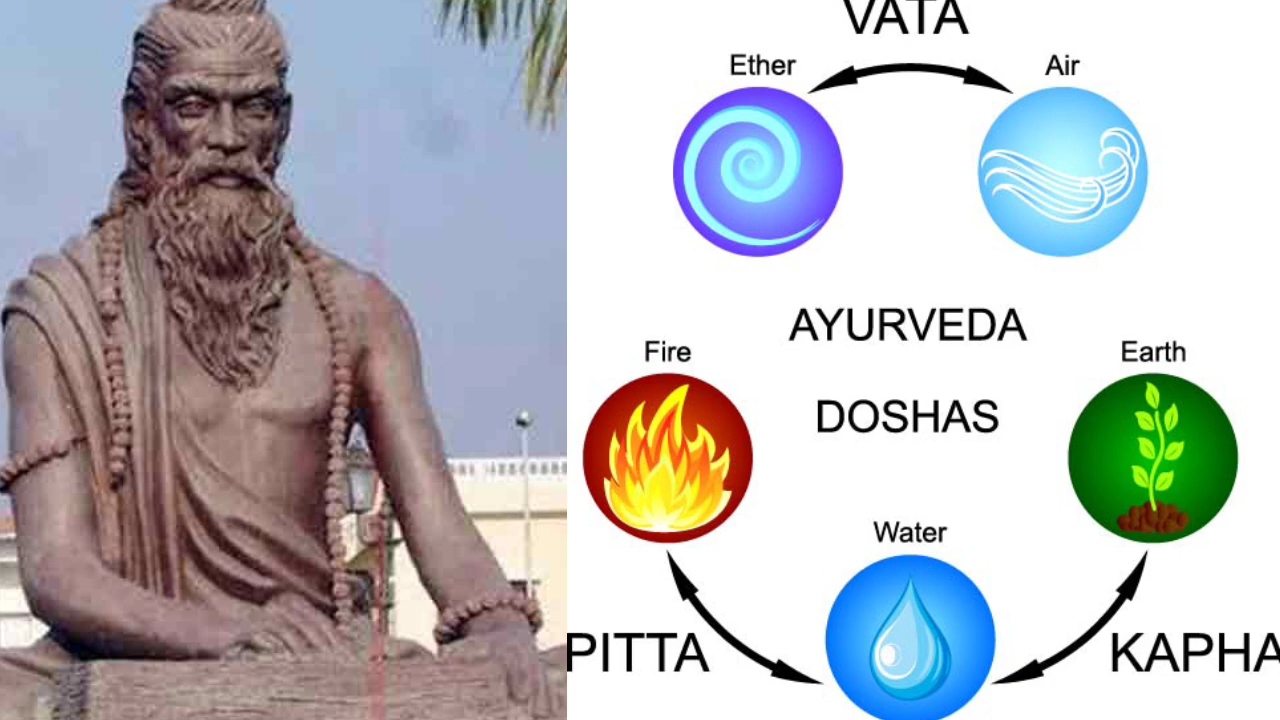 VATA
Ether
Air
AYURVEDA
Fire
Earth
DOSHAS
Water
PITTA
KAPHA